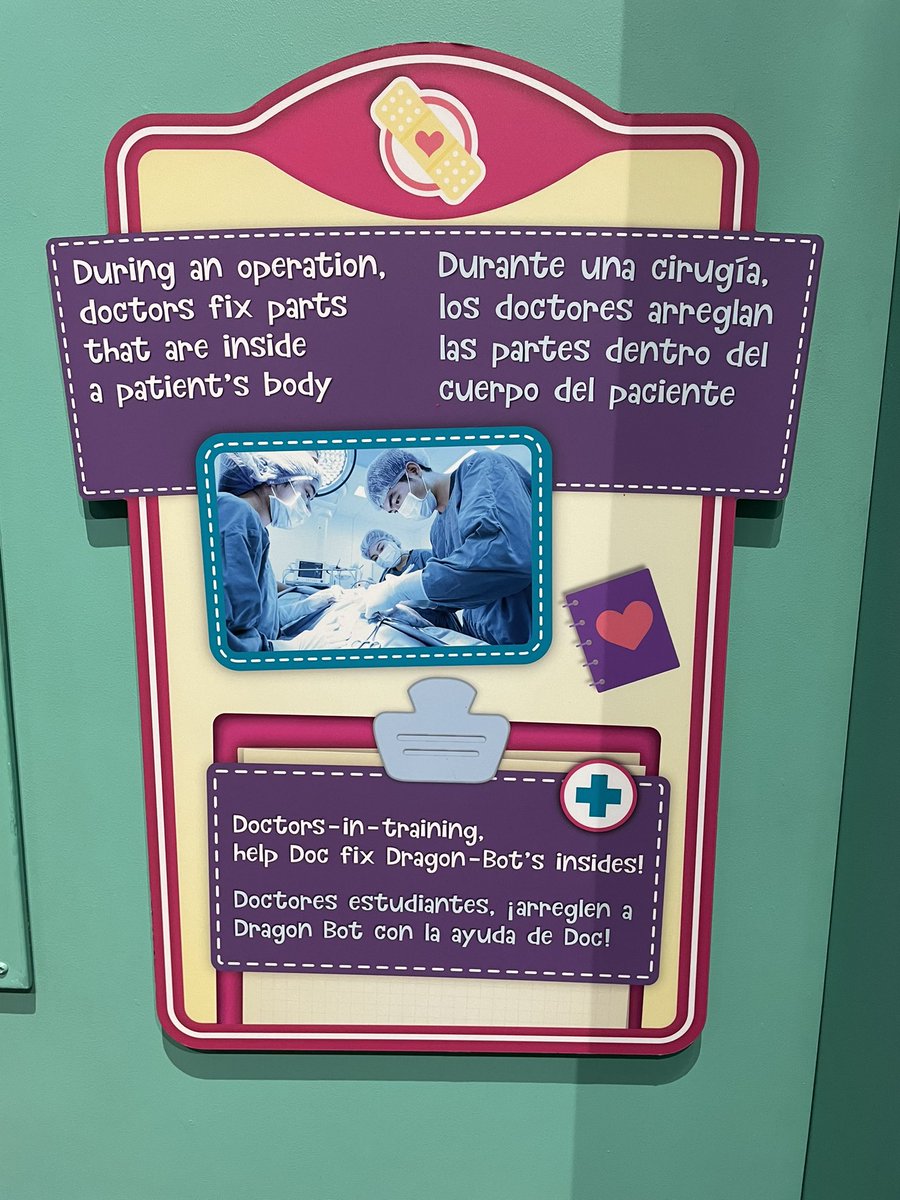 During an operation,
doctors fix parts
that are inside
a patient's body
Durante una cirugía,
los doctores arreglan
las partes dentro del
cuerpo del paciente
Doctors-in-training,
help Doc fix Dragon-Bot's insides!
Doctores estudiantes, ¡arreglen a
Dragon Bot con la ayuda de Doc!